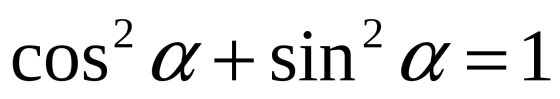 cos² α + sin² α = 1